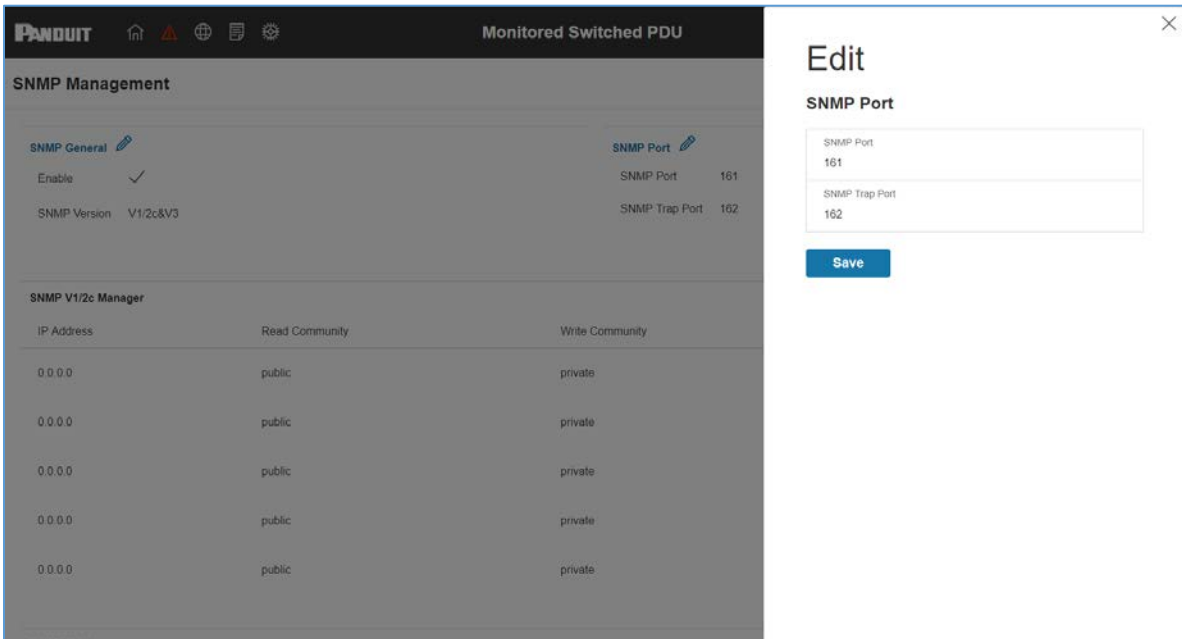 PANDUIT
Monitored Switched PDU
SNMP Management
SNMP General
Enable
SNMP Version V1/2c&V3
SNMP Port
SNMP Port 161
SNMP Trap Port 162
SNMP V1/2c Manager
IP Address Read Community Write Community
0.0.0.0 public private
0.0.0.0 public private
0.0.0.0 public private
0.0.0.0 public private
0.0.0.0 public private
Edit
SNMP Port
SNMP Port
161
SNMP Trap Port
162
Save